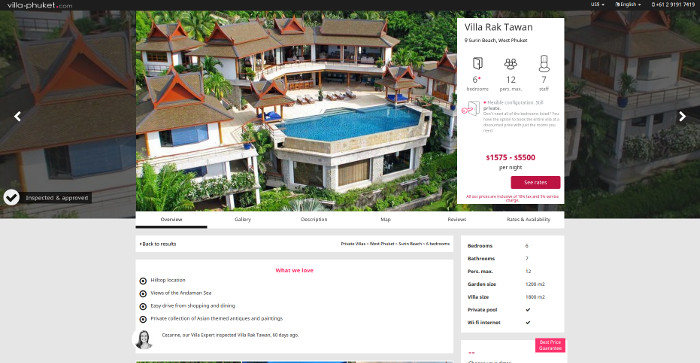 villa-phuket.com
US$
English
+61 2 9191 7419
Villa Rak Tawan
Surin Beach, West Phuket
6*
12
7
bedrooms
pers. max.
staff
Flexible configuration. Still
private.
Don't need all of the bedrooms listed? You
have the option to book the entire villa at a
discounted price with just the rooms you
need.
$1575 - $5500
per night
See rates
All our prices are inclusive of tax and service
charge
Inspected & approved
Overview
Gallery
Description
Map
Reviews
Rates & Availability
Back to results
Private Villas > West Phuket > Surin Beach > 6 bedrooms
What we love
Hilltop location
Views of the Andaman Sea
Easy drive from shopping and dining
Private collection of Asian themed antiques and paintings
Cezanne, our Villa Expert inspected Villa Rak Tawan, 60 days ago.
Bedrooms 6
Bathrooms 7
Pers. max. 12
Garden size 1200 m2
Villa size 1800 m2
Private pool
Wi fi internet
Best Price
Guarantee